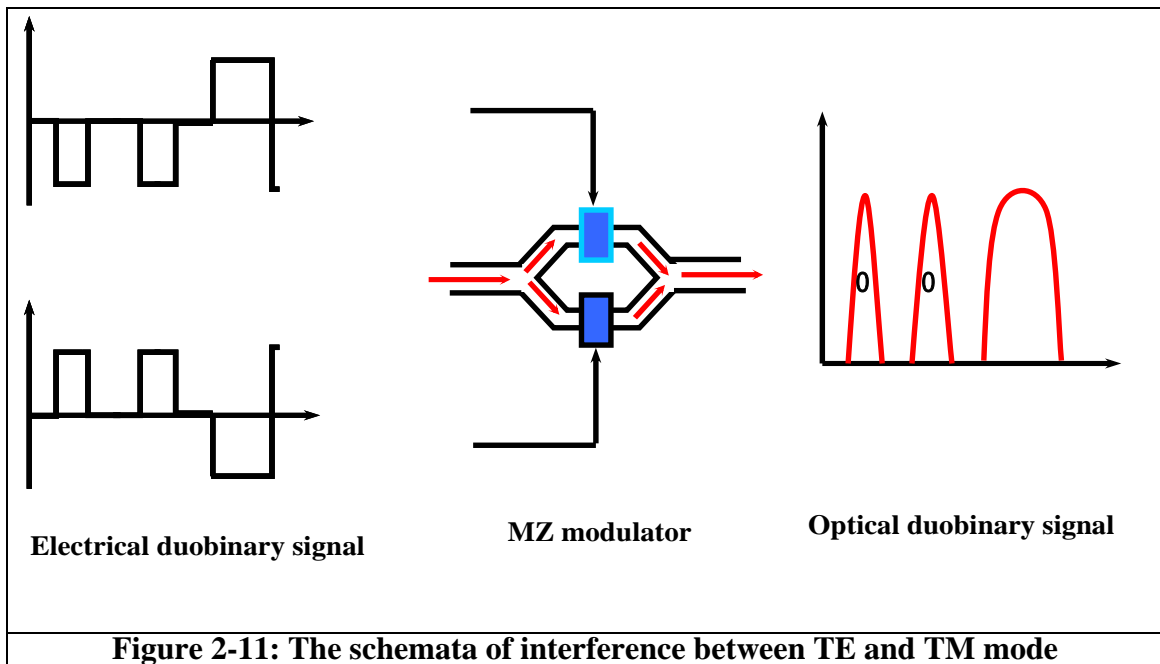 0 0
Electrical duobinary signal
MZ modulator
Optical duobinary signal
Figure 2-11: The schemata of interference between TE and TM mode